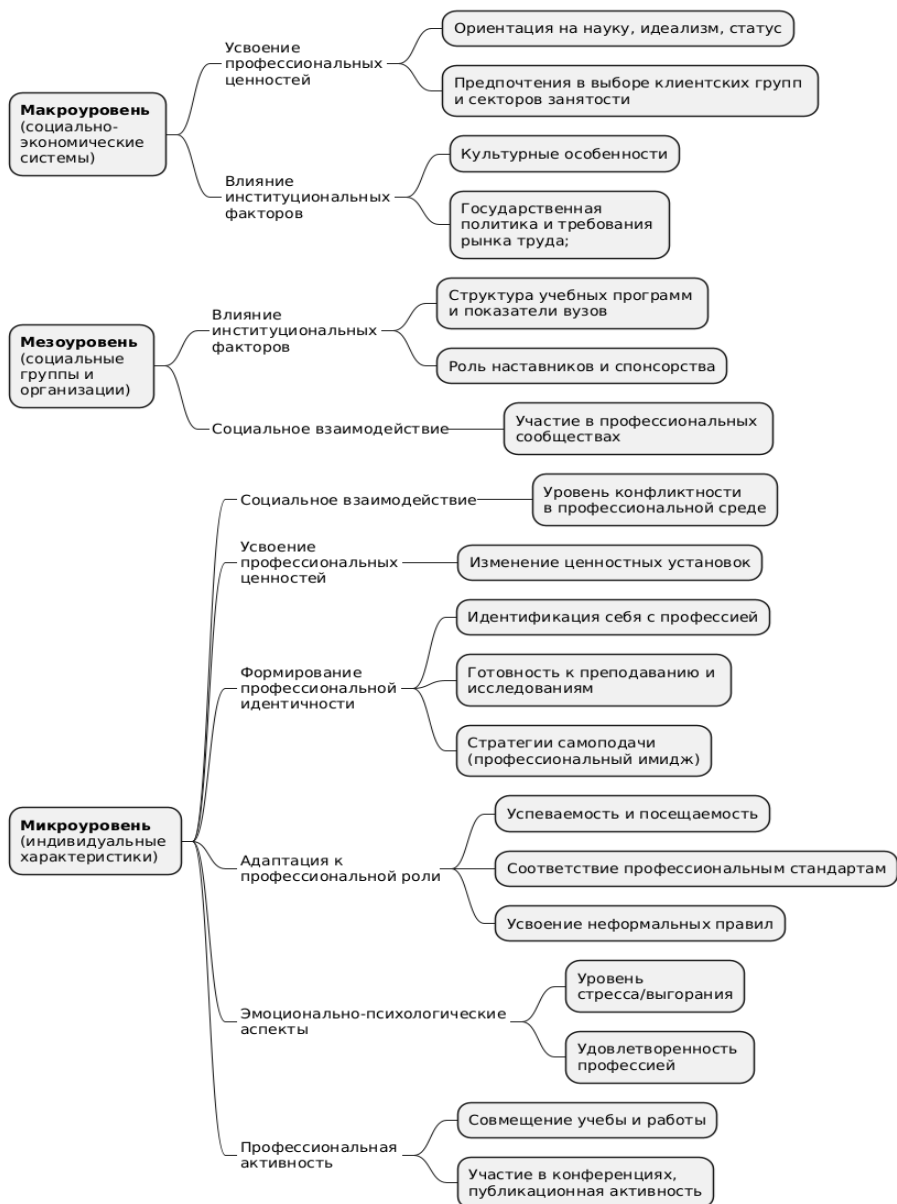 Макроуровень
(социально-
экономические
системы)
Усвоение
профессиональных
ценностей
Ориентация на науку, идеализм, статус
Предпочтения в выборе клиентских групп
и секторов занятости
Влияние
институциональных
факторов
Культурные особенности
Государственная
политика и требования
рынка труда;
Мезоуровень
(социальные
группы и
организации)
Влияние
институциональных
факторов
Структура учебных программ
и показатели вузов
Роль наставников и спонсорства
Социальное взаимодействие
Участие в профессиональных
сообществах
Микроуровень
(индивидуальные
характеристики)
Социальное взаимодействие
Уровень конфликтности
в профессиональной среде
Усвоение
профессиональных
ценностей
Изменение ценностных установок
Формирование
профессиональной
идентичности
Идентификация себя с профессией
Готовность к преподаванию и
исследованиям
Стратегии самоподачи
(профессиональный имидж)
Адаптация к
профессиональной роли
Успеваемость и посещаемость
Соответствие профессиональным стандартам
Усвоение неформальных правил
Эмоционально-психологические
аспекты
Уровень
стресса/выгорания
Удовлетворенность
профессией
Профессиональная
активность
Совмещение учебы и работы
Участие в конференциях,
публикационная активность